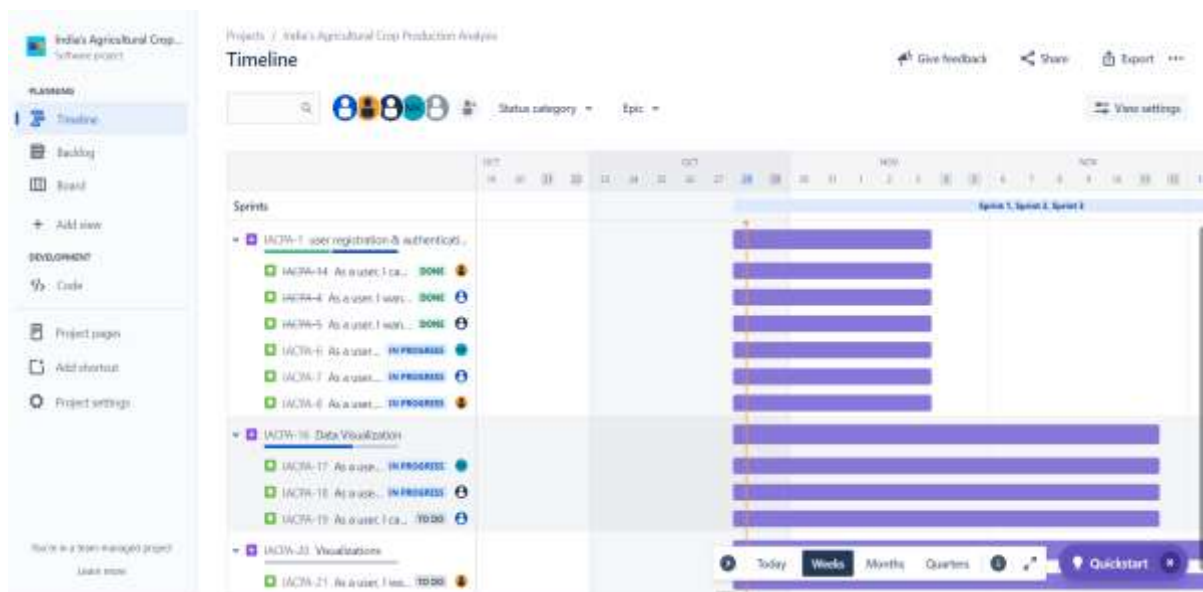 India's Agricultural Crop...
Software project
PLANNING
Timeline
Backlog
Board
+ Add view
DEVELOPMENT
Code
Project pages
Add shortcut
Project settings
You're in a team-managed project
Learn more
Projects / India's Agricultural Crop Production Analysis
Timeline
Give feedback
Share
Export
Status category
Epic
View settings
OCT OCT NOV NOV
28
Sprints
Sprint 1, Sprint 2, Sprint 3
IACPA-1 user registration & authenticati...
IACPA-14 As a user, I ca... DONE
IACPA-4 As a user, I wan... DONE
IACPA-5 As a user, I wan... DONE
IACPA-6 As a user... IN PROGRESS
IACPA-7 As a user... IN PROGRESS
IACPA-8 As a user... IN PROGRESS
IACPA-16 Data Visualization
IACPA-17 As a use... IN PROGRESS
IACPA-18 As a use... IN PROGRESS
IACPA-19 As a user, I ca... TO DO
IACPA-20 Visualizations
IACPA-21 As a user, I wa... TO DO
Today Weeks Months Quarters
Quickstart